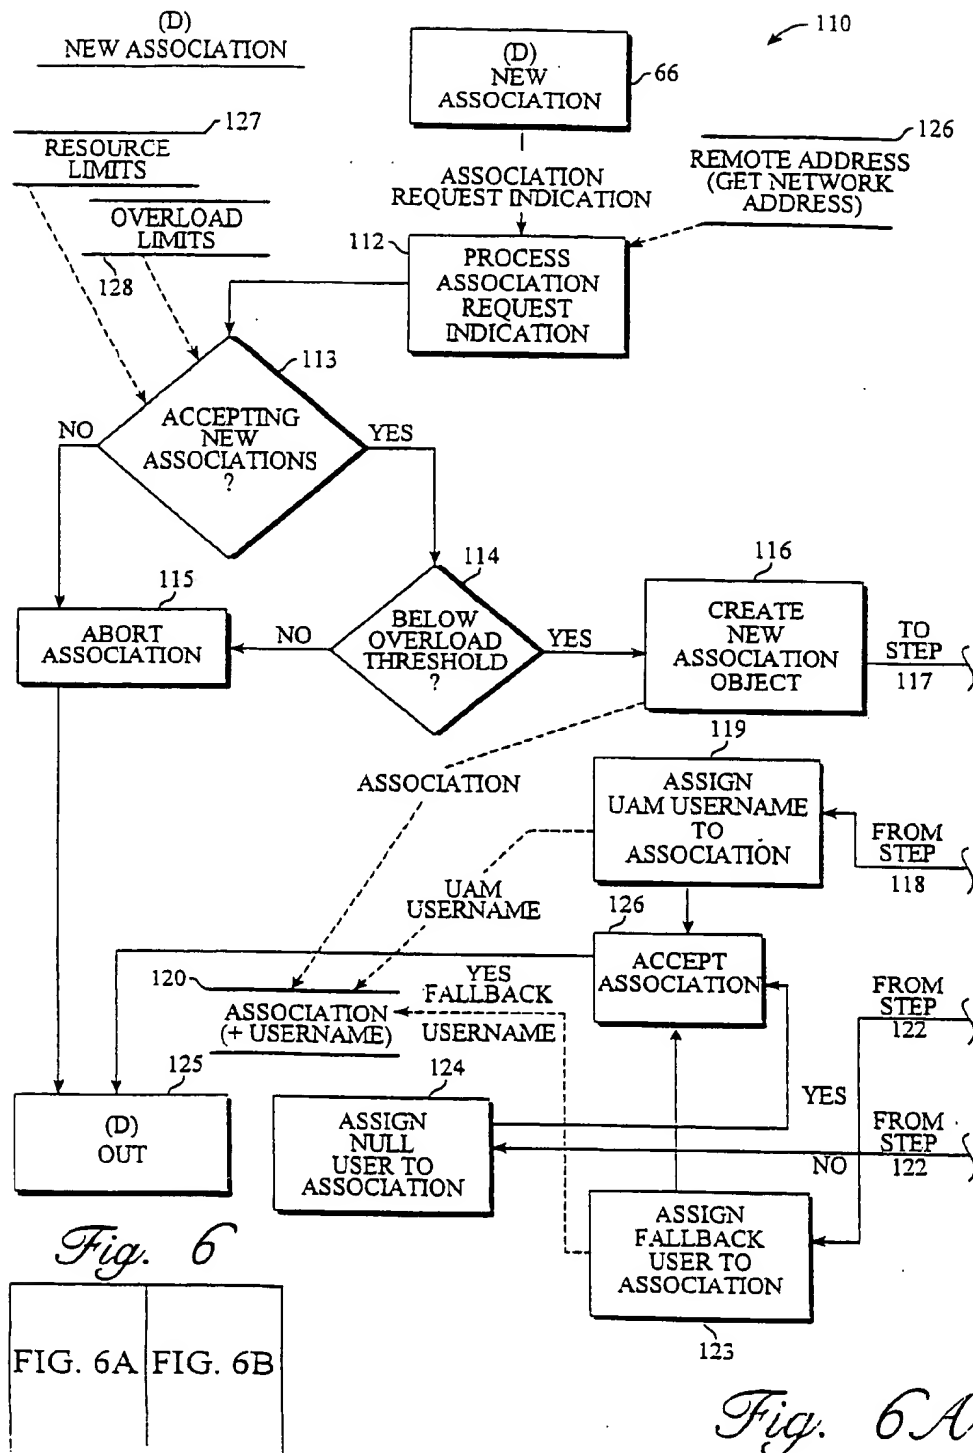 (D)
NEW ASSOCIATION
110
(D)
NEW
ASSOCIATION
66
127
RESOURCE
LIMITS
OVERLOAD
LIMITS
128
ASSOCIATION
REQUEST INDICATION
126
REMOTE ADDRESS
(GET NETWORK
ADDRESS)
112
PROCESS
ASSOCIATION
REQUEST
INDICATION
113
ACCEPTING
NEW
ASSOCIATIONS
?
NO
YES
114
BELOW
OVERLOAD
THRESHOLD
?
NO
YES
115
ABORT
ASSOCIATION
116
CREATE
NEW
ASSOCIATION
OBJECT
TO
STEP
117
ASSOCIATION
119
ASSIGN
UAM USERNAME
TO
ASSOCIATION
FROM
STEP
118
UAM
USERNAME
126
ACCEPT
ASSOCIATION
120
ASSOCIATION
(+ USERNAME)
YES
FALLBACK
USERNAME
FROM
STEP
122
YES
125
(D)
OUT
124
ASSIGN
NULL
USER TO
ASSOCIATION
FROM
STEP
122
NO
ASSIGN
FALLBACK
USER TO
ASSOCIATION
123
Fig. 6
FIG. 6A FIG. 6B
Fig. 6A